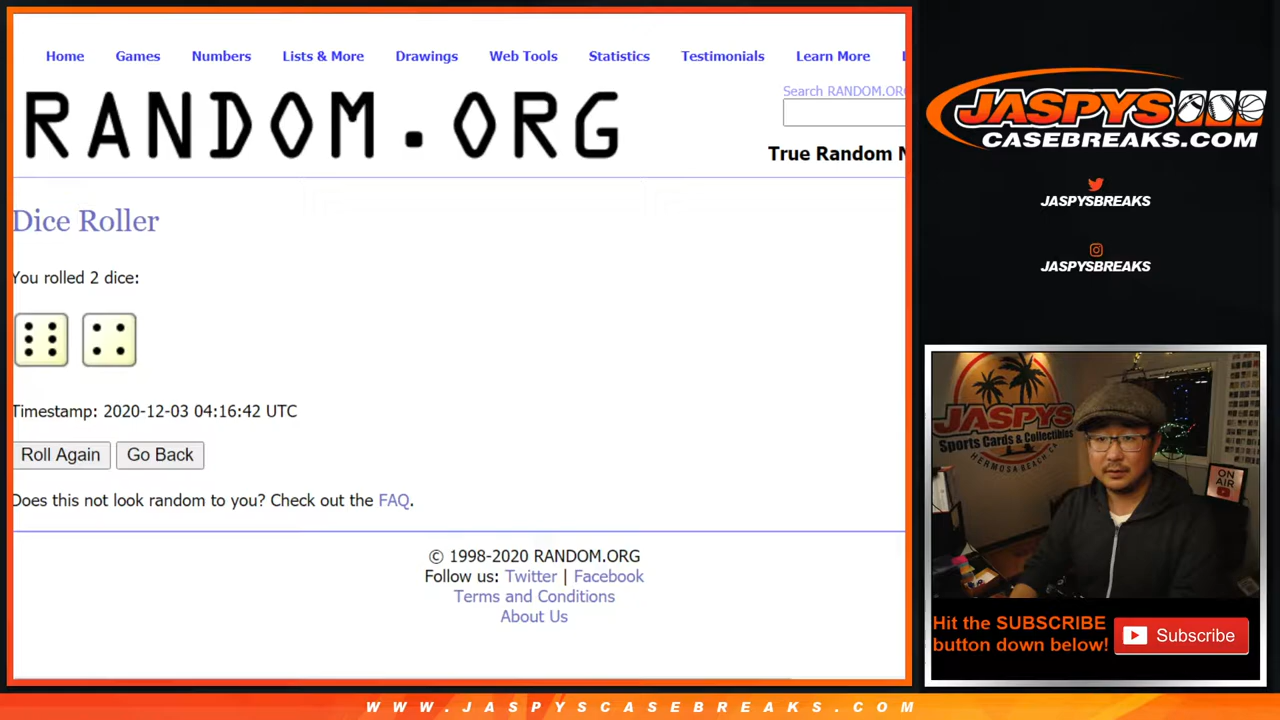 Home Games Numbers Lists & More Drawings Web Tools Statistics Testimonials Learn More
RANDOM.ORG
Search RANDOM.ORG
True Random N
Dice Roller
You rolled 2 dice:
Timestamp: 2020-12-03 04:16:42 UTC
Roll Again Go Back
Does this not look random to you? Check out the FAQ.
© 1998-2020 RANDOM.ORG
Follow us: Twitter | Facebook
Terms and Conditions
About Us
JASPYS
CASEBREAKS.COM
JASPYSBREAKS
JASPYSBREAKS
JASPYS
Sports Cards & Collectibles
HERMOSA BEACH CA
ON
AIR
Hit the SUBSCRIBE
button down below!
Subscribe
WWW.JASPYSCASEBREAKS.COM